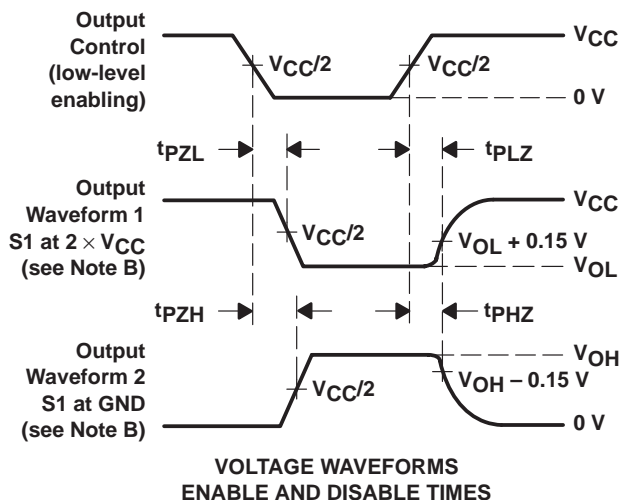 Output
Control
(low-level
enabling)
VCC
VCC/2
VCC/2
0 V
tPZL
tPLZ
Output
Waveform 1
S1 at 2 × VCC
(see Note B)
VCC
VCC/2
VOL + 0.15 V
VOL
tPZH
tPHZ
Output
Waveform 2
S1 at GND
(see Note B)
VOH
VCC/2
VOH – 0.15 V
0 V
VOLTAGE WAVEFORMS
ENABLE AND DISABLE TIMES